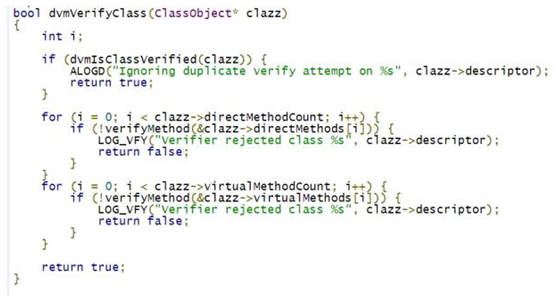 bool dvmVerifyClass(ClassObject* clazz)
{
    int i;

    if (dvmIsClassVerified(clazz)) {
        ALOGD("Ignoring duplicate verify attempt on %s", clazz->descriptor);
        return true;
    }

    for (i = 0; i < clazz->directMethodCount; i++) {
        if (!verifyMethod(&clazz->directMethods[i])) {
            LOG_VFY("Verifier rejected class %s", clazz->descriptor);
            return false;
        }
    }
    for (i = 0; i < clazz->virtualMethodCount; i++) {
        if (!verifyMethod(&clazz->virtualMethods[i])) {
            LOG_VFY("Verifier rejected class %s", clazz->descriptor);
            return false;
        }
    }

    return true;
}